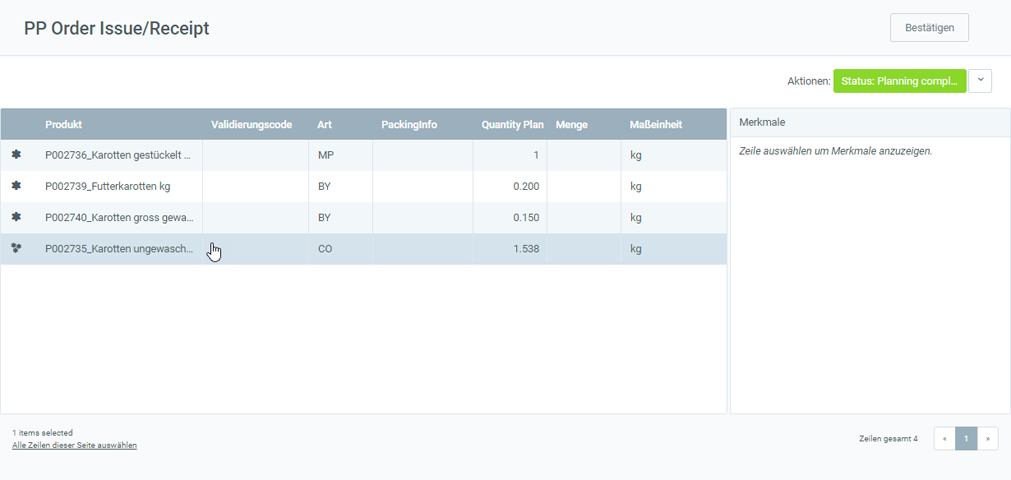 PP Order Issue/Receipt
Bestätigen
Aktionen: Status: Planning compl...
Produkt Validierungscode Art PackingInfo Quantity Plan Menge Maßeinheit
Merkmale
P002736_Karotten gestückelt ... MP 1 kg
Zeile auswählen um Merkmale anzuzeigen.
P002739_Futterkarotten kg BY 0.200 kg
P002740_Karotten gross gewa... BY 0.150 kg
P002735_Karotten ungewasch... CO 1.538 kg
1 items selected
Alle Zeilen dieser Seite auswählen
Zeilen gesamt 4 « 1 »